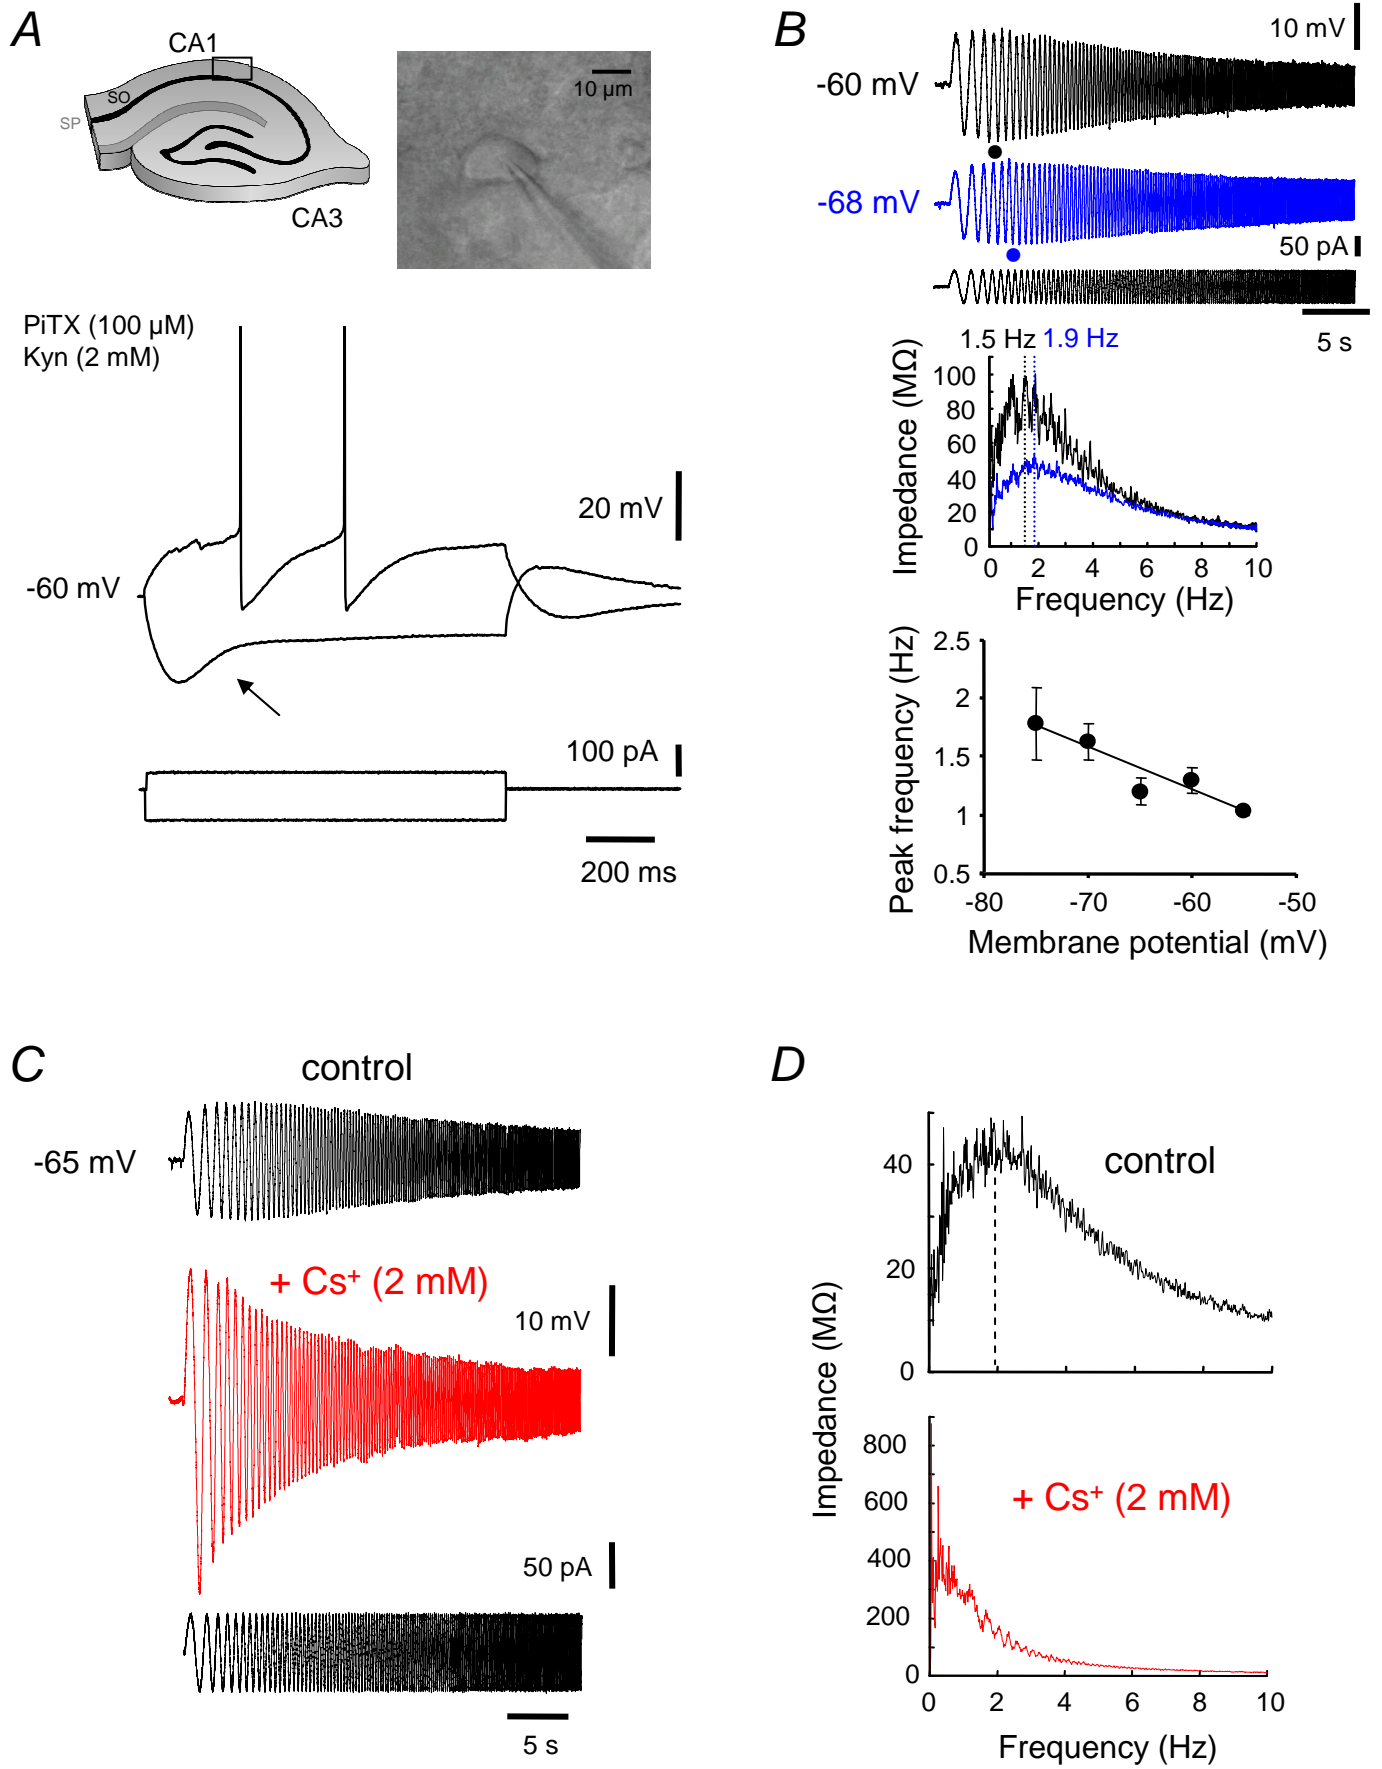 A
CA1
SO
SP
CA3
10 µm
PiTX (100 µM)
Kyn (2 mM)
20 mV
-60 mV
100 pA
200 ms
B
10 mV
-60 mV
-68 mV
50 pA
5 s
1.5 Hz 1.9 Hz
Impedance (MΩ)
100
80
60
40
20
0
0 2 4 6 8 10
Frequency (Hz)
Peak frequency (Hz)
2.5
2
1.5
1
0.5
-80 -70 -60 -50
Membrane potential (mV)
C
control
-65 mV
+ Cs⁺ (2 mM)
10 mV
50 pA
5 s
D
control
40
20
0
Impedance (MΩ)
800
600
400
200
0
+ Cs⁺ (2 mM)
0 2 4 6 8 10
Frequency (Hz)